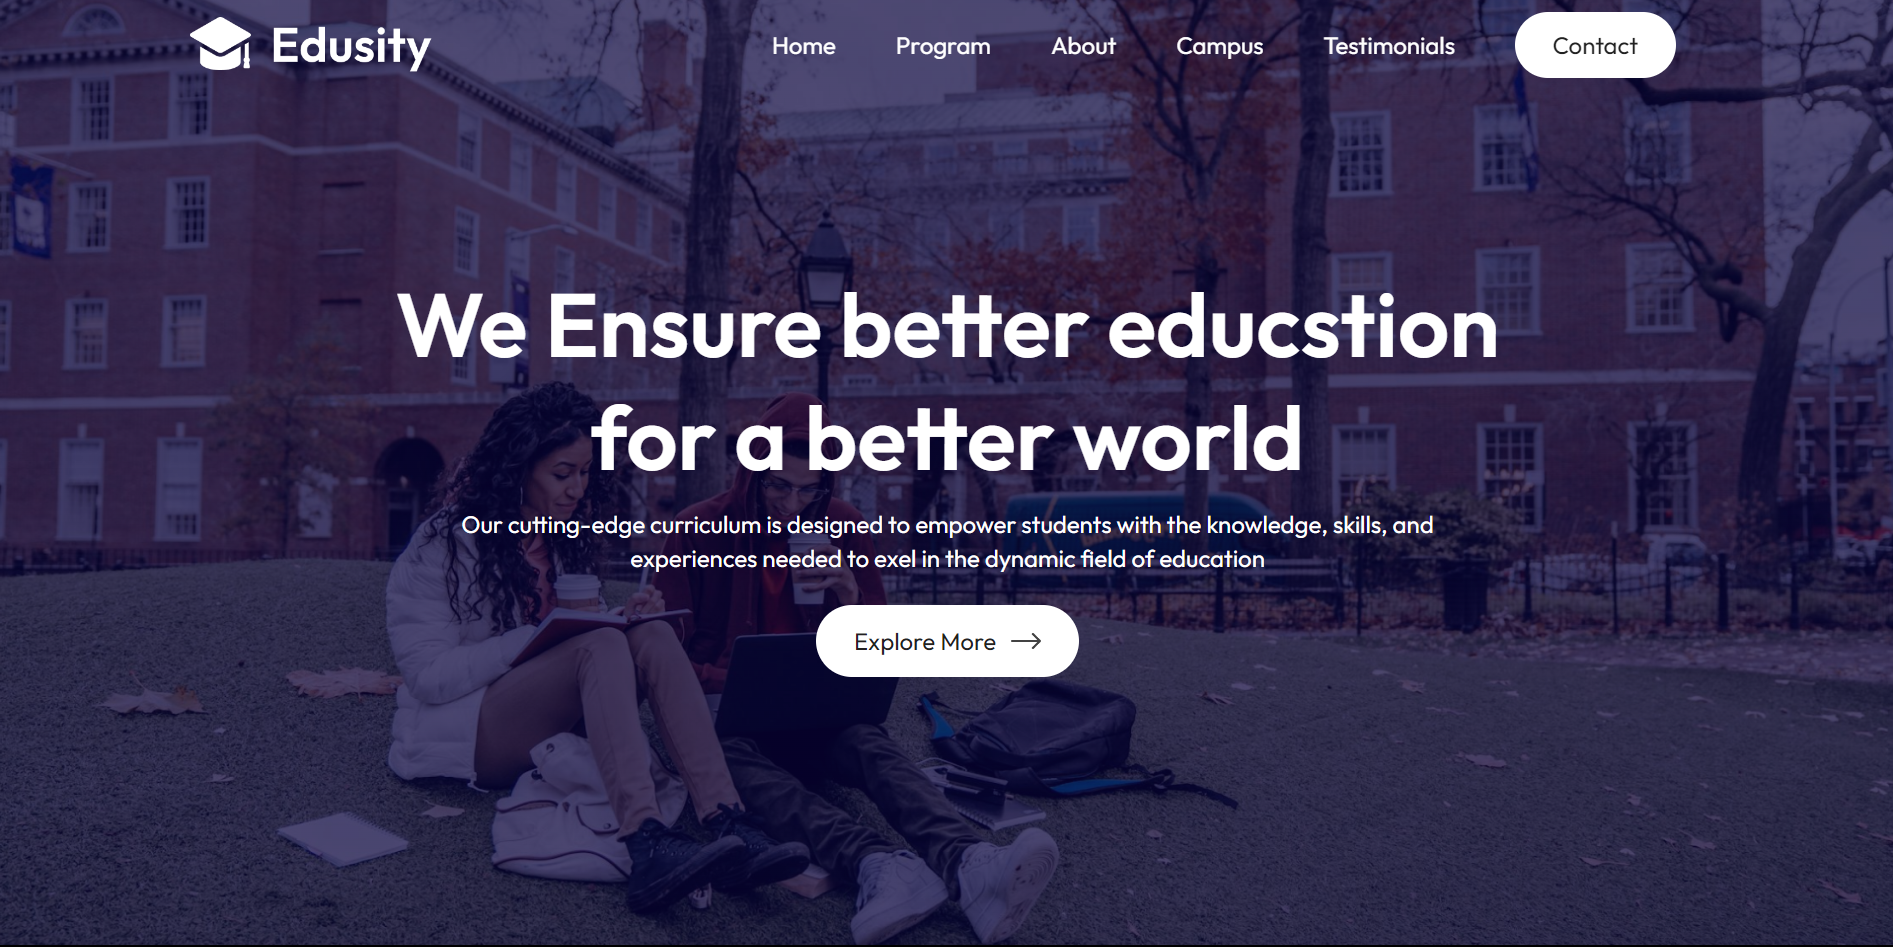 Edusity
Home Program About Campus Testimonials Contact
We Ensure better educstion
for a better world
Our cutting-edge curriculum is designed to empower students with the knowledge, skills, and
experiences needed to exel in the dynamic field of education
Explore More